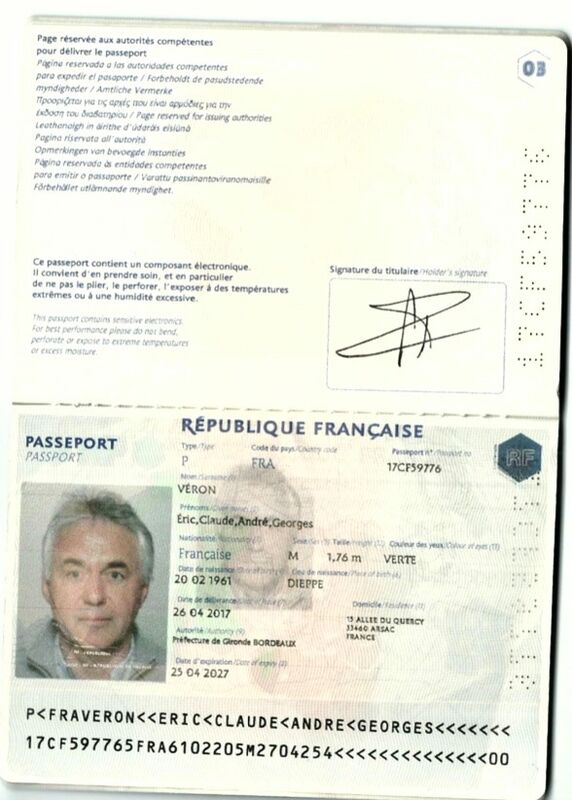 Page réservée aux autorités compétentes
pour délivrer le passeport
Página reservada a las autoridades competentes
para expedir el pasaporte / Forbeholdt de pasudstedende
myndigheder / Amtliche Vermerke
Προορίζεται για τις αρχές που είναι αρμόδιες για την
έκδοση του διαβατηρίου / Page reserved for issuing authorities
Leathanaigh in áirithe d'údaráis eisiúna
Pagina riservata all'autorità
Opmerkingen van bevoegde instanties
Página reservada às entidades competentes
para emitir o passaporte / Varattu passinantoviranomaisille
Förbehållet utlämnande myndighet.
03
Ce passeport contient un composant électronique.
Il convient d'en prendre soin, et en particulier
de ne pas le plier, le perforer, l'exposer à des températures
extrêmes ou à une humidité excessive.
This passport contains sensitive electronics.
For best performance please do not bend,
perforate or expose to extreme temperatures
or excess moisture.
Signature du titulaire/Holder's signature
RÉPUBLIQUE FRANÇAISE
PASSEPORT
PASSPORT
Type/Type Code du pays/Country code Passeport n°/Passport no
P FRA 17CF59776
RF
Nom/Surname
VÉRON
Prénoms
Éric,Claude,André,Georges
Nationalité Sexe Taille/Height Couleur des yeux/Colour of eyes
Française M 1,76 m VERTE
Date de naissance Lieu de naissance/Place of birth
20 02 1961 DIEPPE
Date de délivrance Domicile/Residence
26 04 2017 15 ALLEE DU QUERCY
33460 ARSAC
FRANCE
Autorité/Authority
Préfecture de Gironde BORDEAUX
Date d'expiration/Date of expiry
25 04 2027
P<FRAVERON<<ERIC<CLAUDE<ANDRE<GEORGES<<<<<<<
17CF597765FRA6102205M2704254<<<<<<<<<<<<<<00